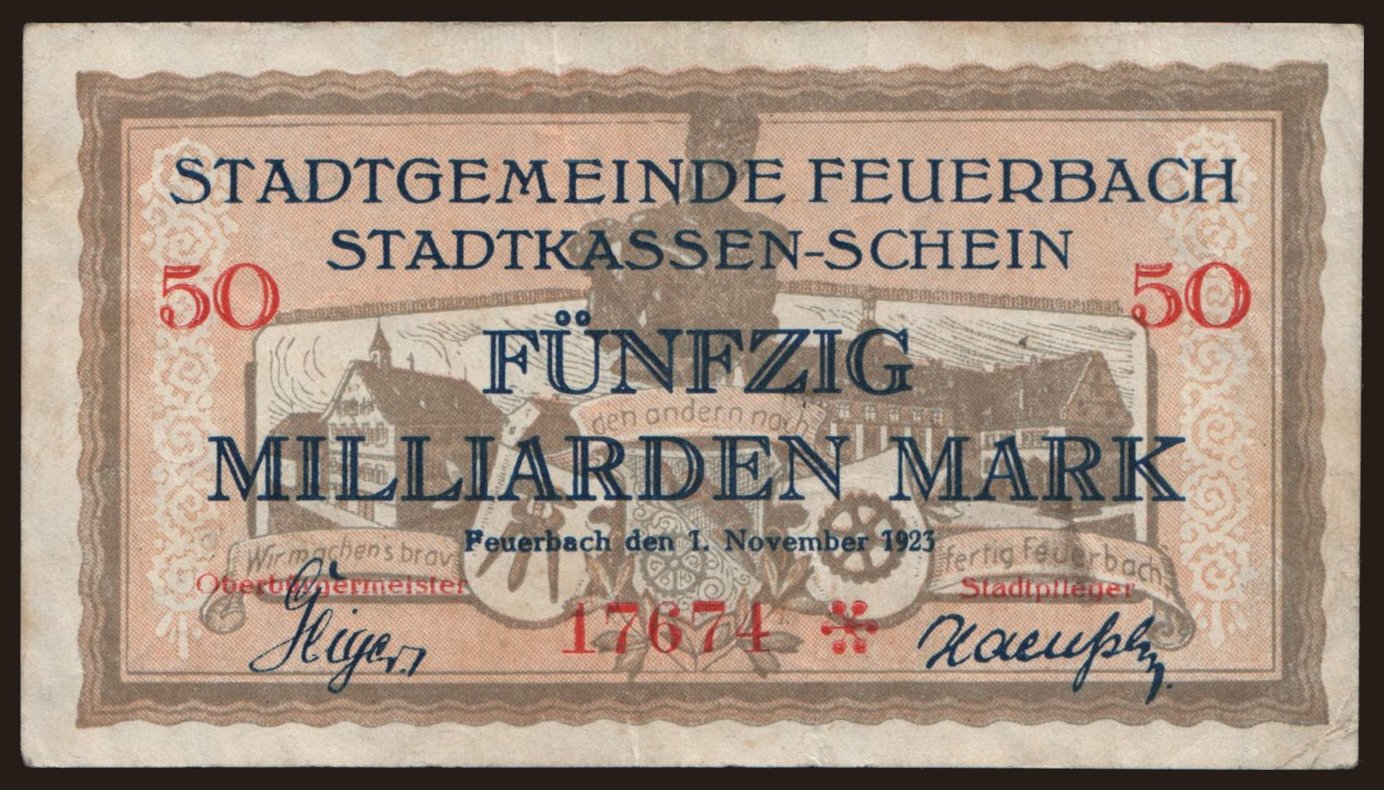 STADTGEMEINDE FEUERBACH
STADTKASSEN-SCHEIN
50 50
FÜNFZIG
den andern nach
MILLIARDEN MARK
Feuerbach den 1. November 1923
Wir machen's brav fertig Feuerbach
Oberbürgermeister Stadtpfleger
17674 *
Geiger